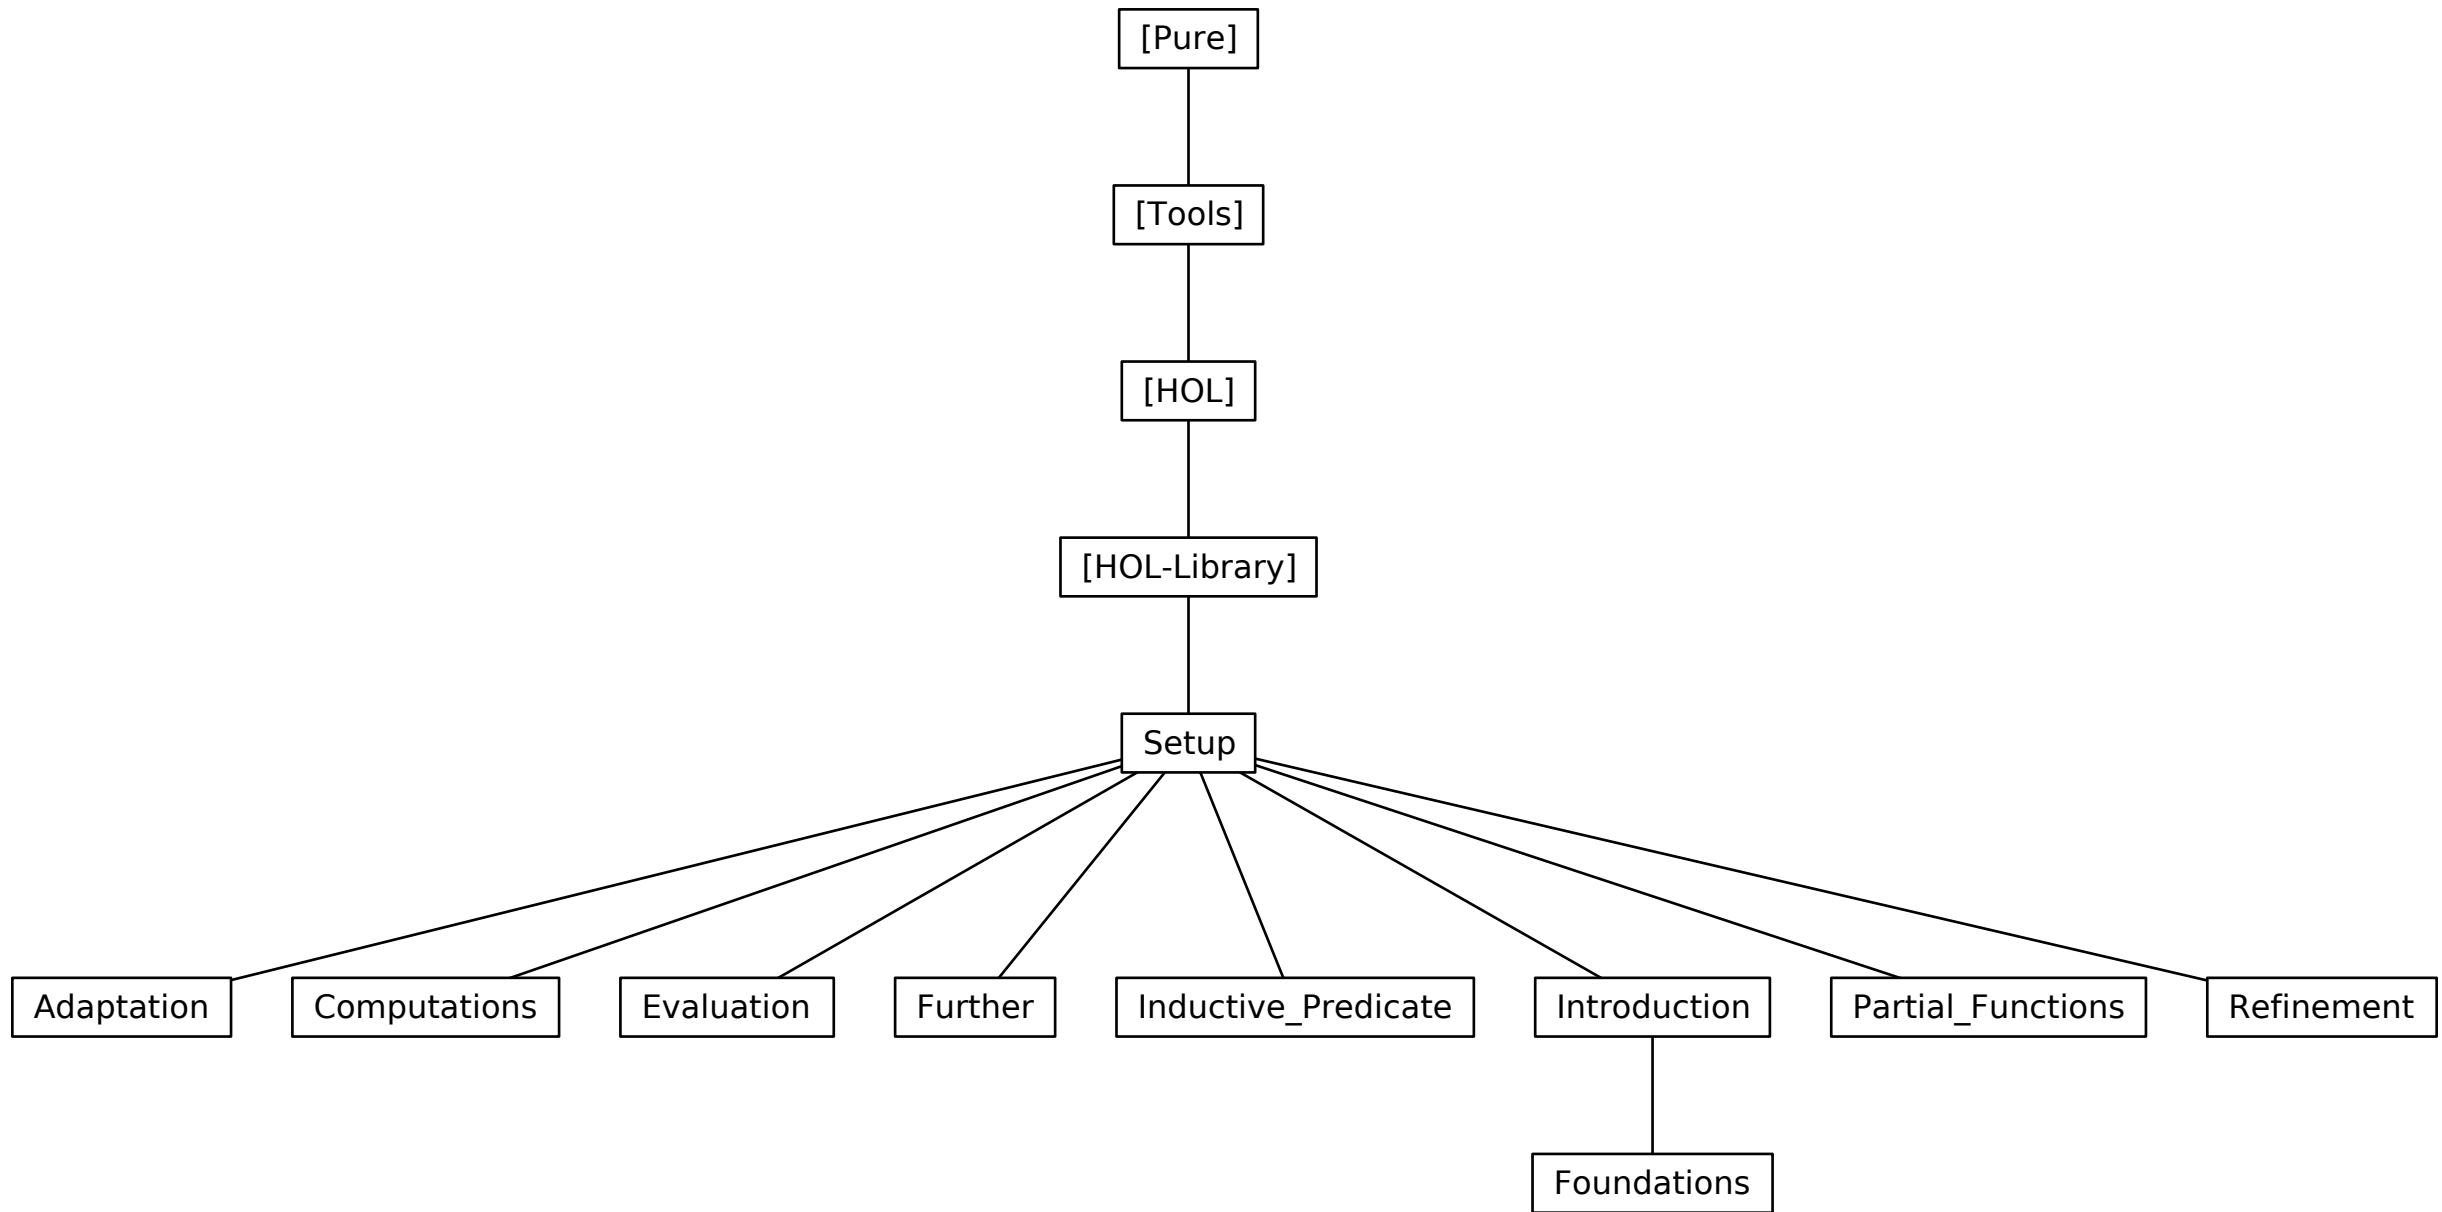 [Pure]
[Tools]
[HOL]
[HOL-Library]
Setup
Adaptation
Computations
Evaluation
Further
Inductive_Predicate
Introduction
Partial_Functions
Refinement
Foundations